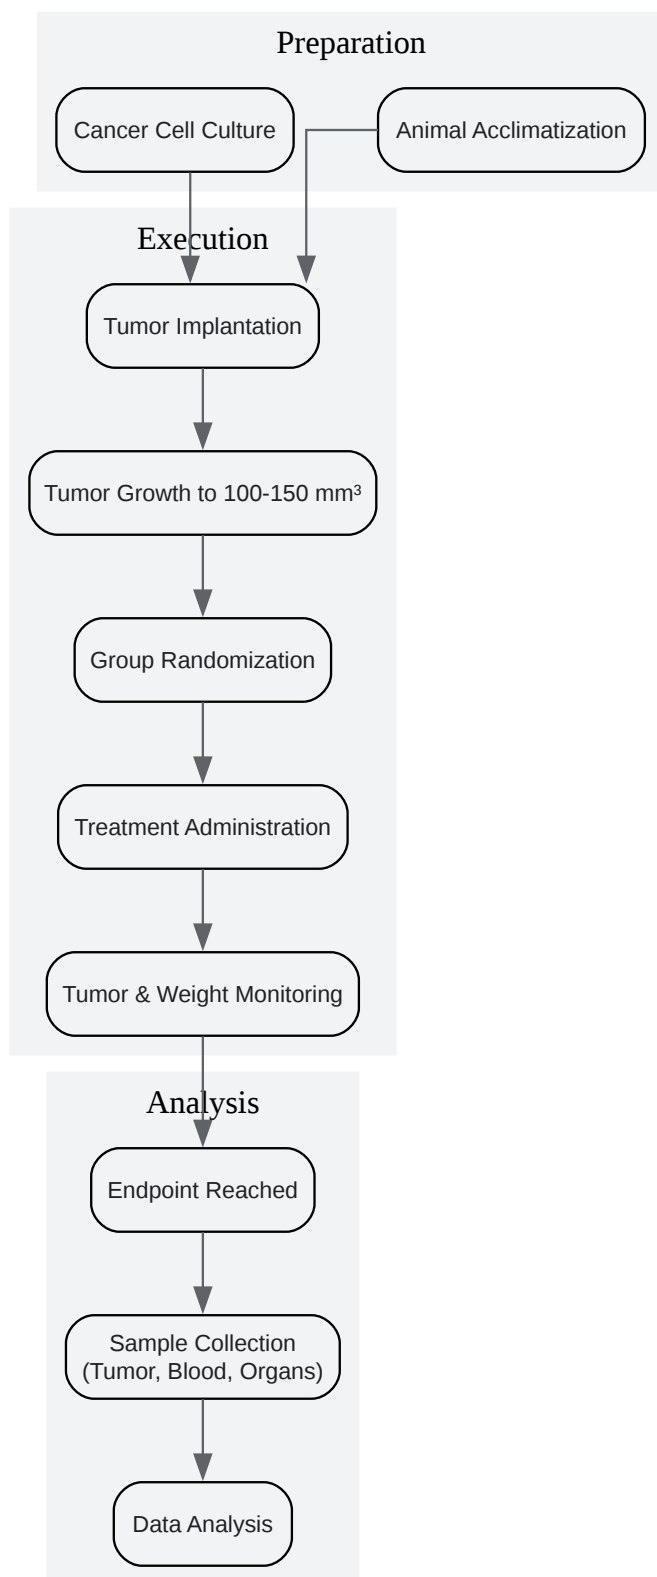 Preparation
Cancer Cell Culture
Animal Acclimatization
Execution
Tumor Implantation
Tumor Growth to 100-150 mm³
Group Randomization
Treatment Administration
Tumor & Weight Monitoring
Analysis
Endpoint Reached
Sample Collection
(Tumor, Blood, Organs)
Data Analysis